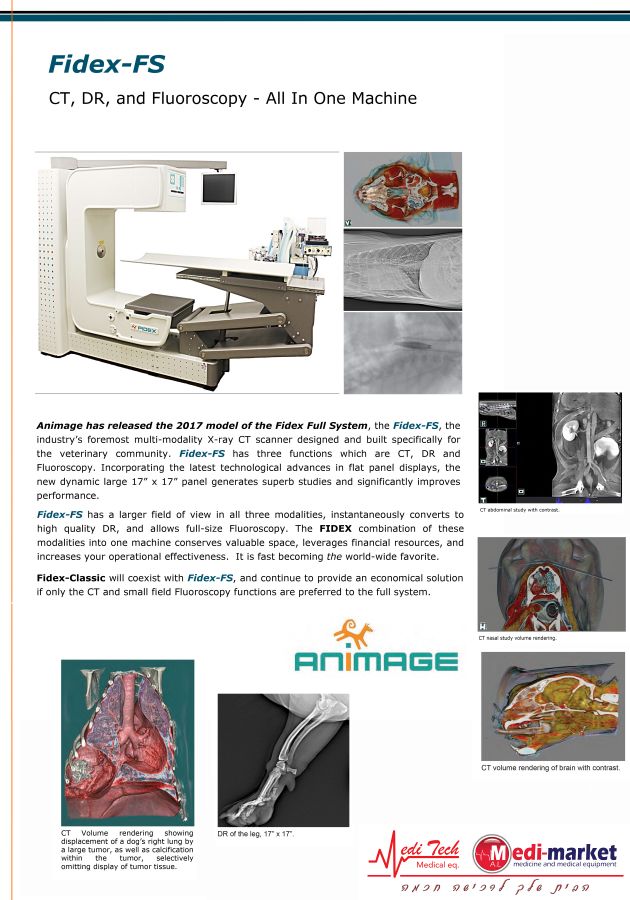 Fidex-FS
CT, DR, and Fluoroscopy - All In One Machine
FIDEX
Animage has released the 2017 model of the Fidex Full System, the Fidex-FS, the
industry's foremost multi-modality X-ray CT scanner designed and built specifically for
the veterinary community. Fidex-FS has three functions which are CT, DR and
Fluoroscopy. Incorporating the latest technological advances in flat panel displays, the
new dynamic large 17" x 17" panel generates superb studies and significantly improves
performance.
Fidex-FS has a larger field of view in all three modalities, instantaneously converts to
high quality DR, and allows full-size Fluoroscopy. The FIDEX combination of these
modalities into one machine conserves valuable space, leverages financial resources, and
increases your operational effectiveness. It is fast becoming the world-wide favorite.
Fidex-Classic will coexist with Fidex-FS, and continue to provide an economical solution
if only the CT and small field Fluoroscopy functions are preferred to the full system.
CT abdominal study with contrast.
CT nasal study volume rendering.
CT volume rendering of brain with contrast.
ANIMAGE
CT Volume rendering showing
displacement of a dog's right lung by
a large tumor, as well as calcification
within the tumor, selectively
omitting display of tumor tissue.
DR of the leg, 17" x 17".
Medi Tech
Medical eq.
M
A.L
Medi-market
medicine and medical equipment
הבית שלך לרכישה חכמה